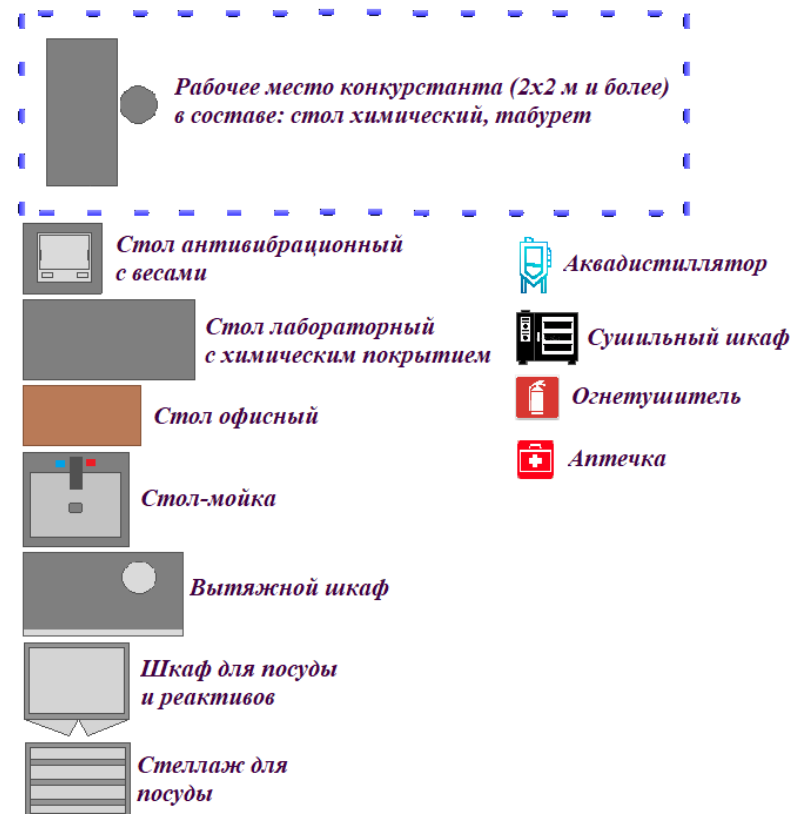 Рабочее место конкурстанта (2х2 м и более)
в составе: стол химический, табурет
Стол антивибрационный
с весами
Стол лабораторный
с химическим покрытием
Стол офисный
Стол-мойка
Вытяжной шкаф
Шкаф для посуды
и реактивов
Стеллаж для
посуды
Аквадистиллятор
Сушильный шкаф
Огнетушитель
Аптечка